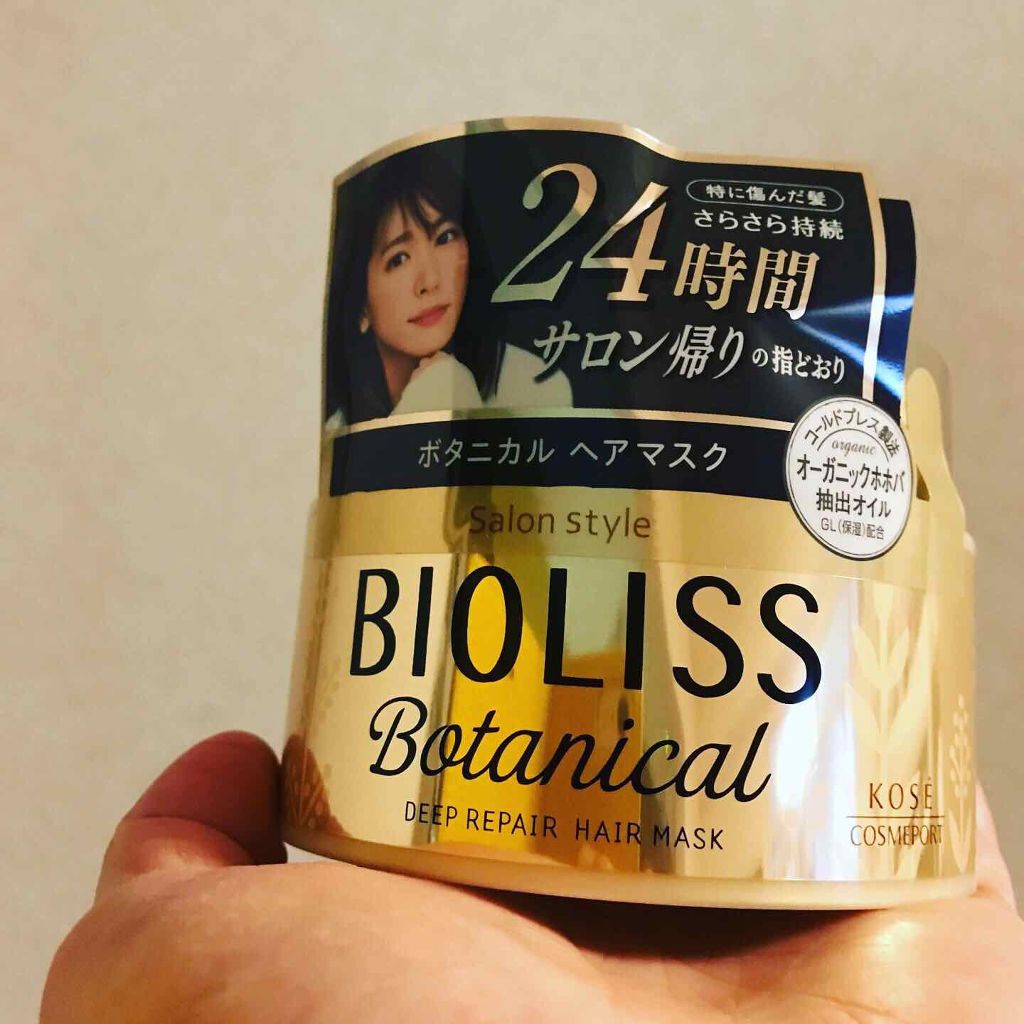 特に傷んだ髪
さらさら持続
24時間
サロン帰りの指どおり
ボタニカル ヘアマスク
コールドプレス製法
organic
オーガニックホホバ
抽出オイル
GL(保湿)配合
Salon style
BIOLISS
Botanical
DEEP REPAIR HAIR MASK
KOSÉ
COSMEPORT